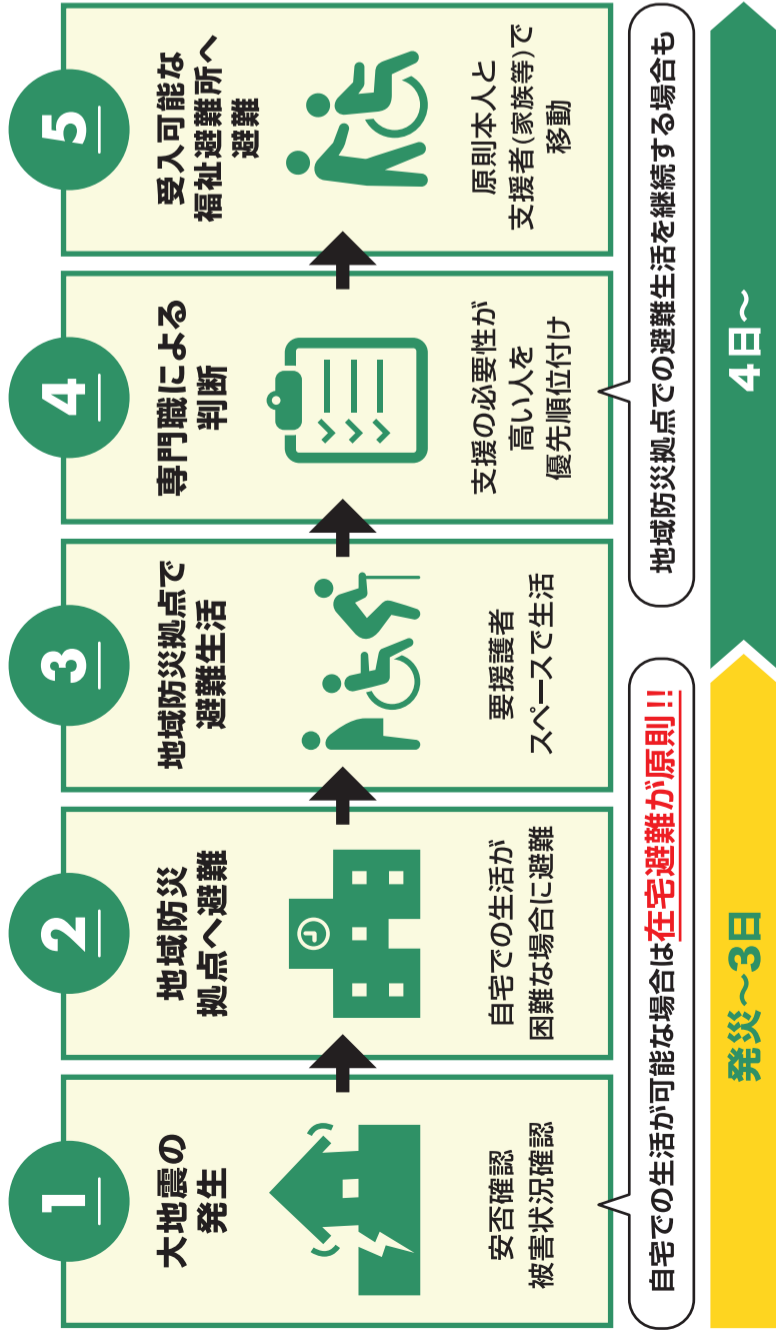 1
大地震の
発生
安否確認
被害状況確認
2
地域防災
拠点へ避難
自宅での生活が
困難な場合に避難
3
地域防災拠点で
避難生活
要援護者
スペースで生活
4
専門職による
判断
支援の必要性が
高い人を
優先順位付け
5
受入可能な
福祉避難所へ
避難
原則本人と
支援者(家族等)で
移動
自宅での生活が可能な場合は在宅避難が原則!!
地域防災拠点での避難生活を継続する場合も
発災～3日
4日～